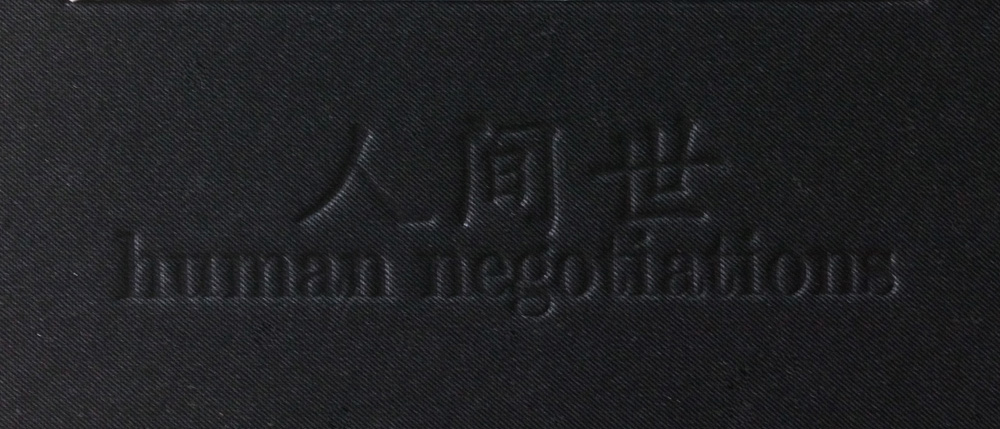 人间世
human negotiations